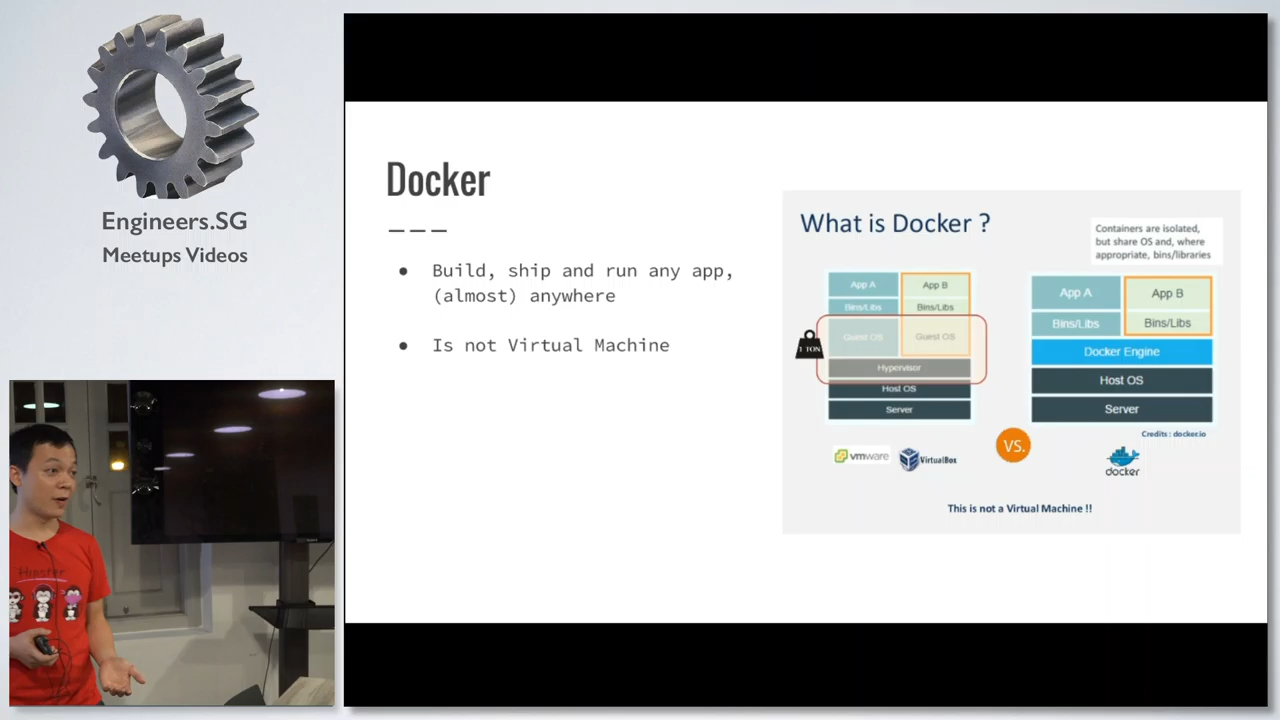 Engineers.SG
Meetups Videos
Hipster
Docker
Build, ship and run any app,
(almost) anywhere
Is not Virtual Machine
What is Docker ?
Containers are isolated,
but share OS and, where
appropriate, bins/libraries
App A
App B
Bins/Libs
Bins/Libs
Guest OS
Guest OS
1 TON
Hypervisor
Host OS
Server
App A
App B
Bins/Libs
Bins/Libs
Docker Engine
Host OS
Server
Credits : docker.io
vmware
VirtualBox
VS.
docker
This is not a Virtual Machine !!